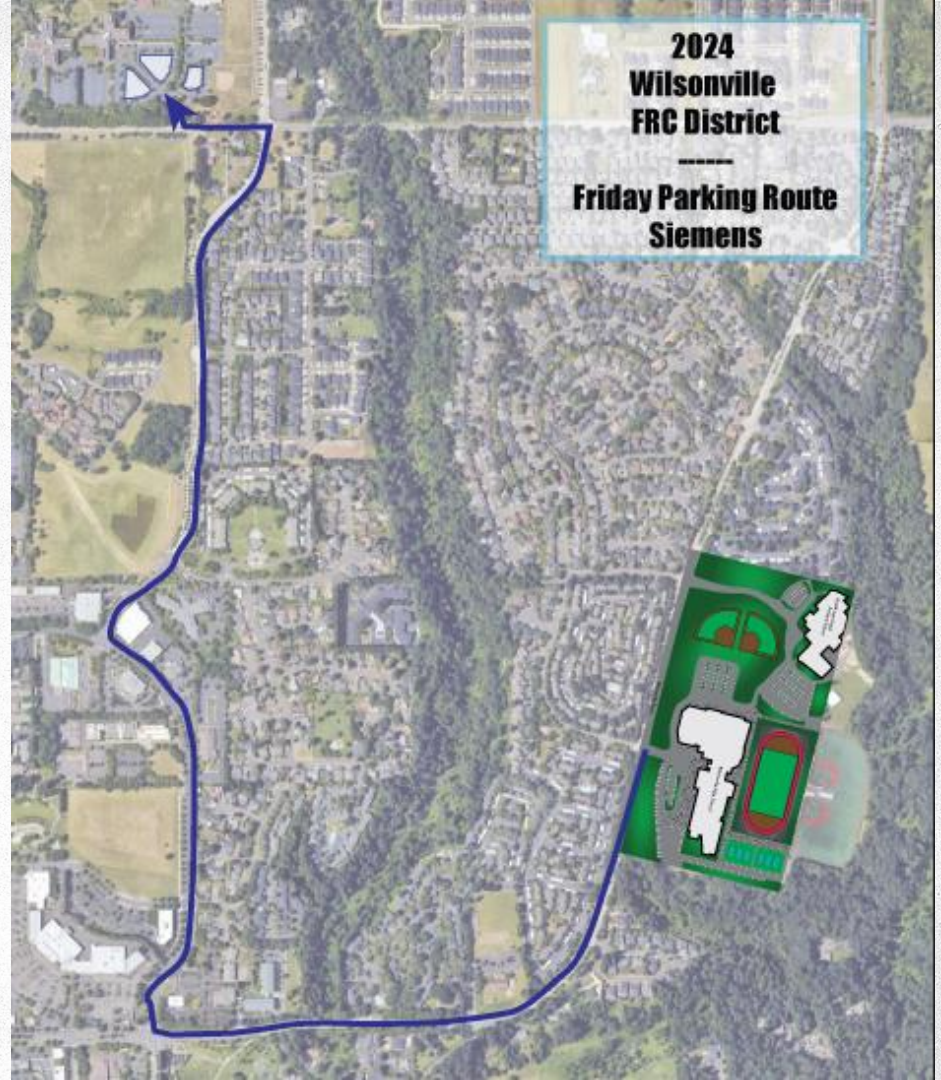 2024
Wilsonville
FRC District
------
Friday Parking Route
Siemens